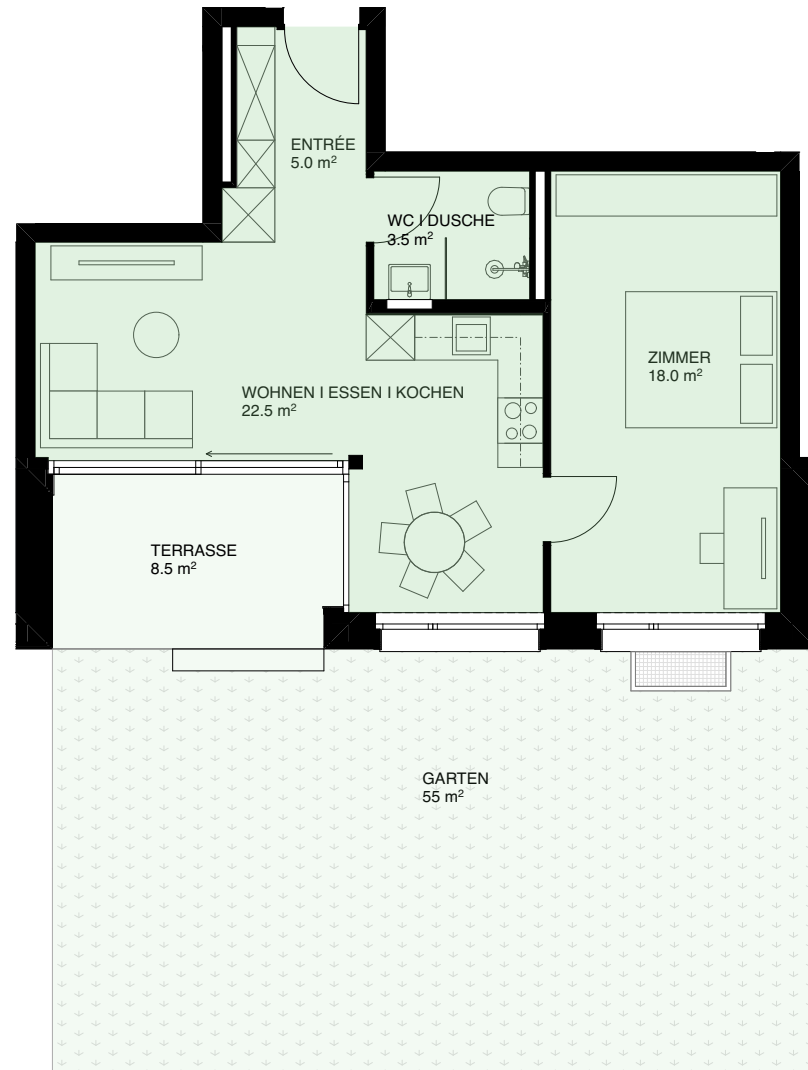 ENTRÉE
5.0 m²
WC I DUSCHE
3.5 m²
ZIMMER
18.0 m²
WOHNEN I ESSEN I KOCHEN
22.5 m²
TERRASSE
8.5 m²
GARTEN
55 m²